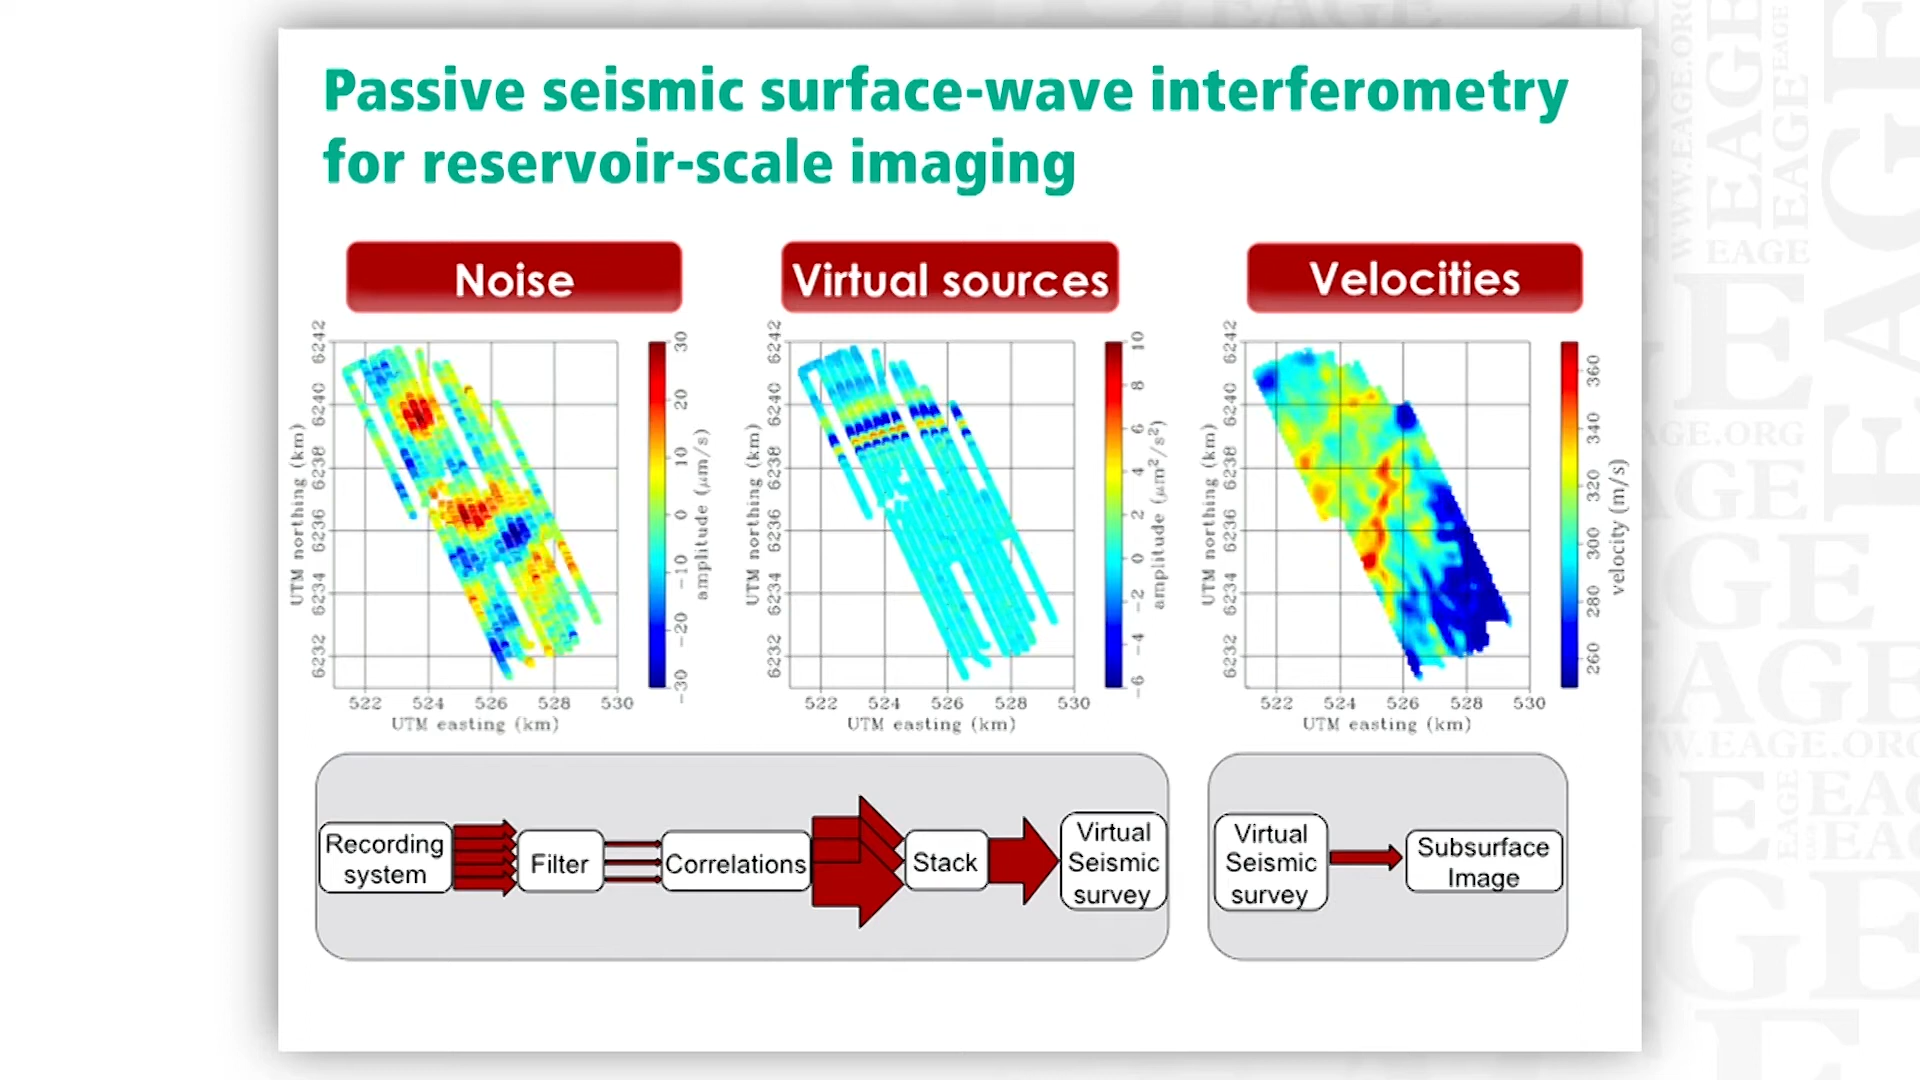 Passive seismic surface-wave interferometry
for reservoir-scale imaging
Noise
Virtual sources
Velocities
6242
6240
6238
6236
6234
6232
UTM northing (km)
522 524 526 528 530
UTM easting (km)
30
20
10
0
-10
-20
-30
amplitude (μm/s)
6242
6240
6238
6236
6234
6232
UTM northing (km)
522 524 526 528 530
UTM easting (km)
10
8
6
4
2
0
-2
-4
-6
amplitude (μm²/s²)
6242
6240
6238
6236
6234
6232
UTM northing (km)
522 524 526 528 530
UTM easting (km)
360
340
320
300
280
260
velocity (m/s)
Recording
system
Filter
Correlations
Stack
Virtual
Seismic
survey
Virtual
Seismic
survey
Subsurface
Image
EAGE
WWW.EAGE.ORG
EAGE
EAGE
EAGE
EAGE